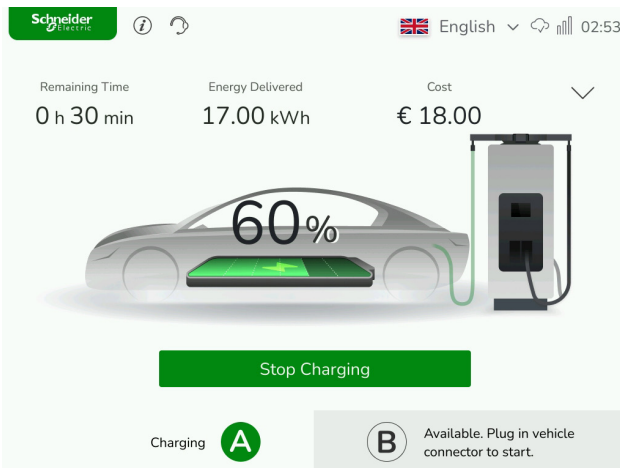 Schneider
Electric
i
English
02:53
Remaining Time
Energy Delivered
Cost
0 h 30 min
17.00 kWh
€ 18.00
60%
Stop Charging
Charging
A
B
Available. Plug in vehicle
connector to start.